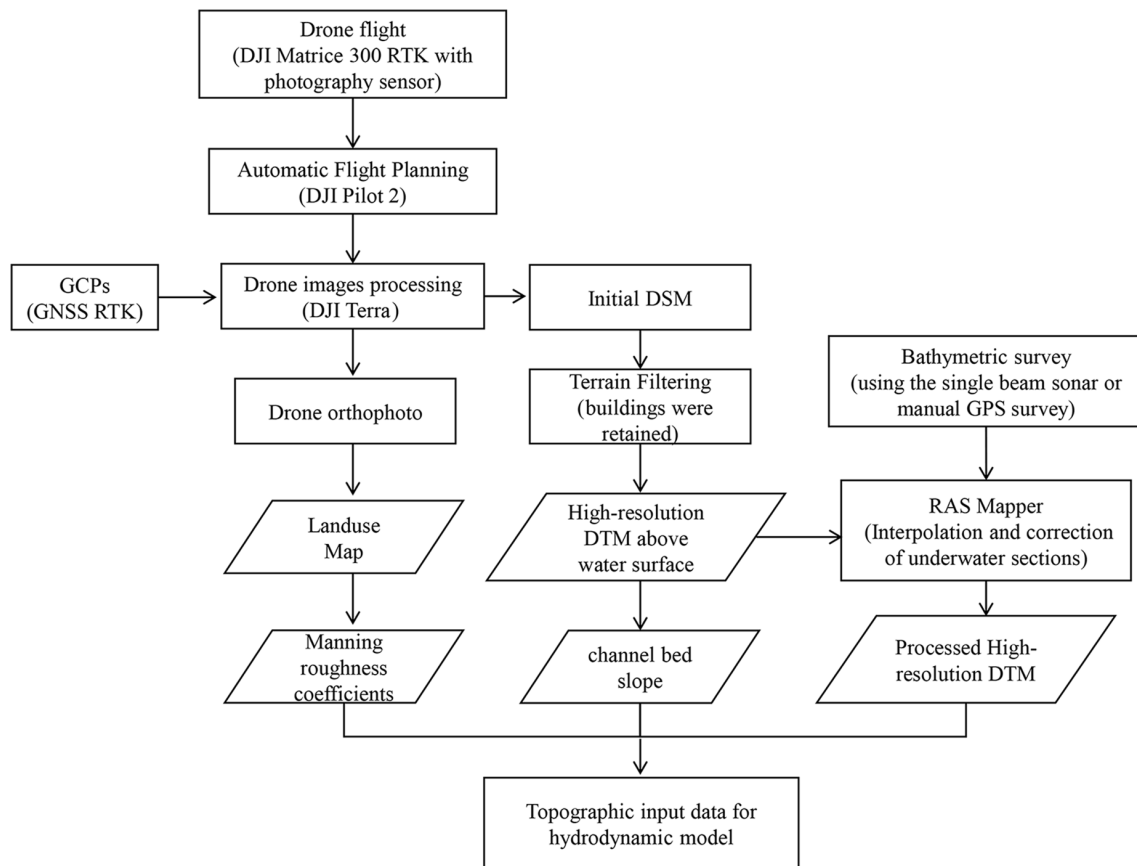 Drone flight
(DJI Matrice 300 RTK with
photography sensor)
Automatic Flight Planning
(DJI Pilot 2)
GCPs
(GNSS RTK)
Drone images processing
(DJI Terra)
Initial DSM
Drone orthophoto
Terrain Filtering
(buildings were
retained)
Bathymetric survey
(using the single beam sonar or
manual GPS survey)
Landuse
Map
High-resolution
DTM above
water surface
RAS Mapper
(Interpolation and correction
of underwater sections)
Manning
roughness
coefficients
channel bed
slope
Processed High-
resolution DTM
Topographic input data for
hydrodynamic model